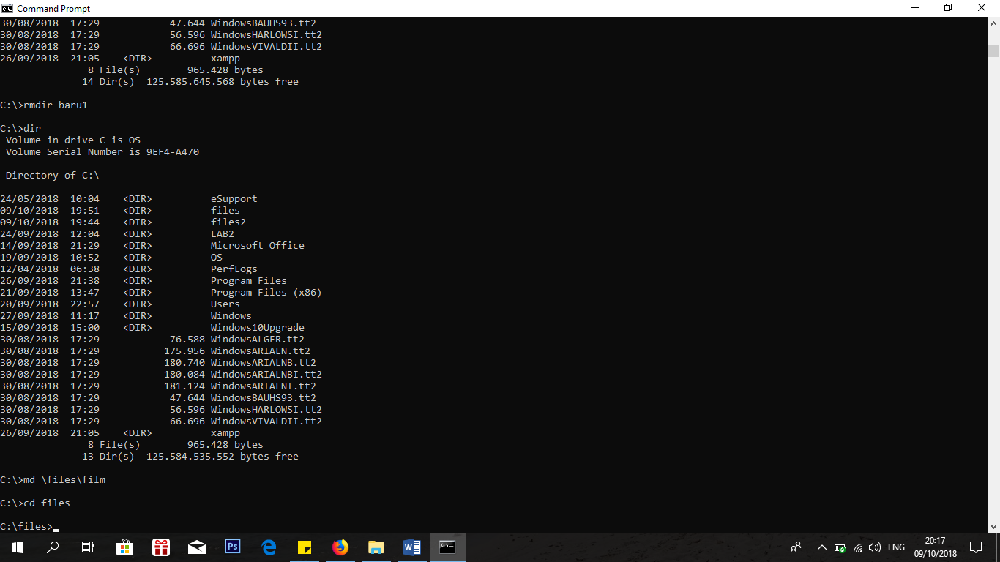 Command Prompt
30/08/2018  17:29            47.644 WindowsBAUHS93.tt2
30/08/2018  17:29            56.596 WindowsHARLOWSI.tt2
30/08/2018  17:29            66.696 WindowsVIVALDII.tt2
26/09/2018  21:05    <DIR>          xampp
               8 File(s)        965.428 bytes
              14 Dir(s)  125.585.645.568 bytes free
C:\>rmdir baru1
C:\>dir
 Volume in drive C is OS
 Volume Serial Number is 9EF4-A470
 Directory of C:\
24/05/2018  10:04    <DIR>          eSupport
09/10/2018  19:51    <DIR>          files
09/10/2018  19:44    <DIR>          files2
24/09/2018  12:04    <DIR>          LAB2
14/09/2018  21:29    <DIR>          Microsoft Office
19/09/2018  10:52    <DIR>          OS
12/04/2018  06:38    <DIR>          PerfLogs
26/09/2018  21:38    <DIR>          Program Files
21/09/2018  13:47    <DIR>          Program Files (x86)
20/09/2018  22:57    <DIR>          Users
27/09/2018  11:17    <DIR>          Windows
15/09/2018  15:00    <DIR>          Windows10Upgrade
30/08/2018  17:29            76.588 WindowsALGER.tt2
30/08/2018  17:29           175.956 WindowsARIALN.tt2
30/08/2018  17:29           180.740 WindowsARIALNB.tt2
30/08/2018  17:29           180.084 WindowsARIALNBI.tt2
30/08/2018  17:29           181.124 WindowsARIALNI.tt2
30/08/2018  17:29            47.644 WindowsBAUHS93.tt2
30/08/2018  17:29            56.596 WindowsHARLOWSI.tt2
30/08/2018  17:29            66.696 WindowsVIVALDII.tt2
26/09/2018  21:05    <DIR>          xampp
               8 File(s)        965.428 bytes
              13 Dir(s)  125.584.535.552 bytes free
C:\>md \files\film
C:\>cd files
C:\files>_
Ps
ENG
20:17
09/10/2018